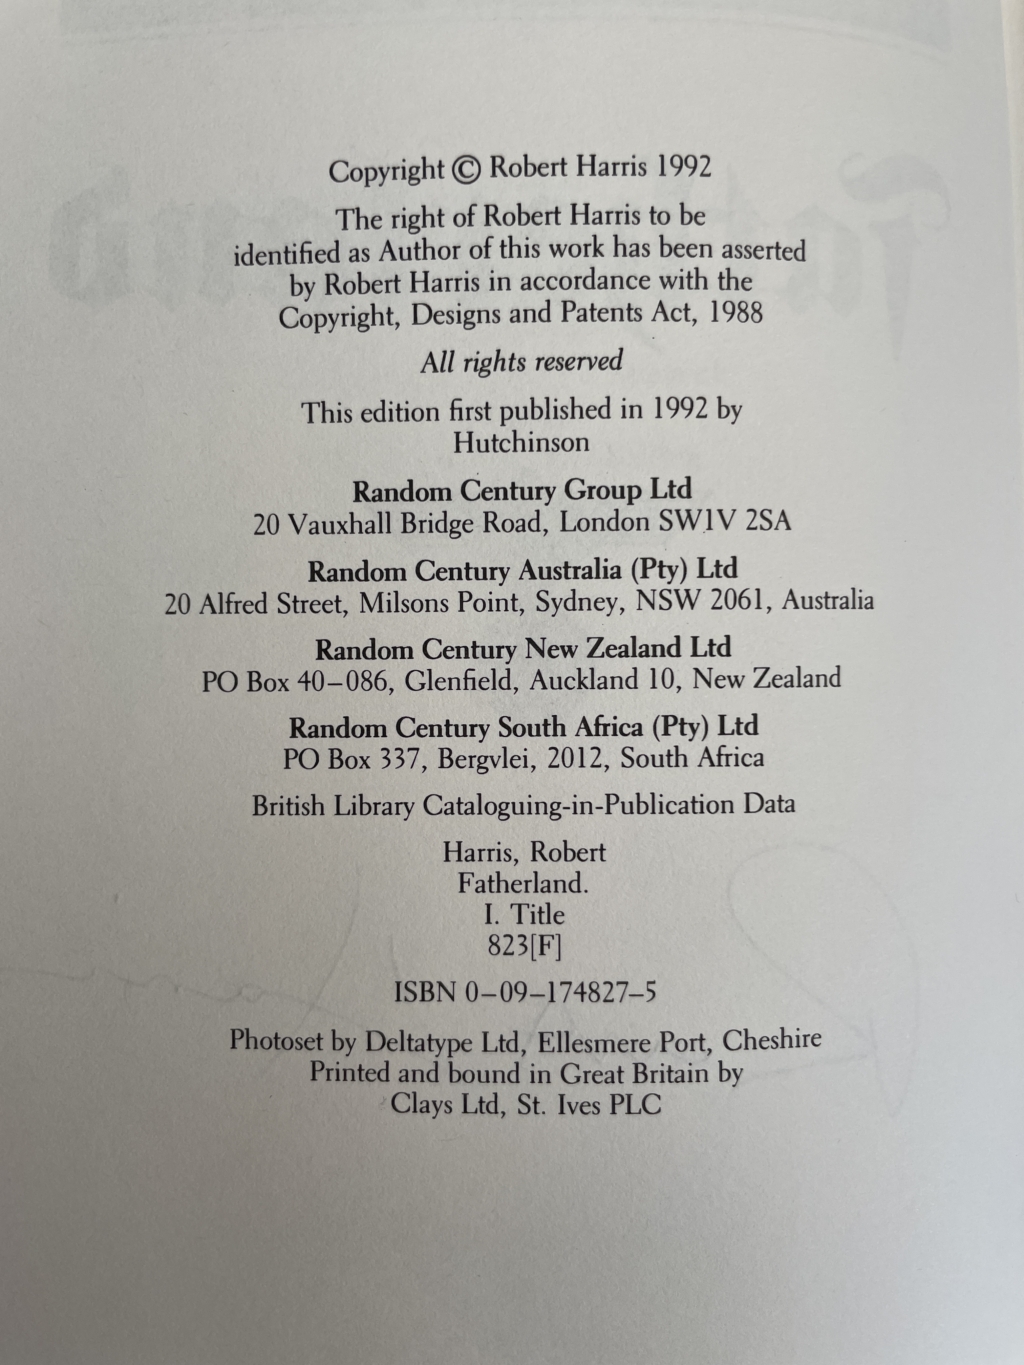 Copyright © Robert Harris 1992
The right of Robert Harris to be
identified as Author of this work has been asserted
by Robert Harris in accordance with the
Copyright, Designs and Patents Act, 1988
All rights reserved
This edition first published in 1992 by
Hutchinson
Random Century Group Ltd
20 Vauxhall Bridge Road, London SW1V 2SA
Random Century Australia (Pty) Ltd
20 Alfred Street, Milsons Point, Sydney, NSW 2061, Australia
Random Century New Zealand Ltd
PO Box 40–086, Glenfield, Auckland 10, New Zealand
Random Century South Africa (Pty) Ltd
PO Box 337, Bergvlei, 2012, South Africa
British Library Cataloguing-in-Publication Data
Harris, Robert
Fatherland.
I. Title
823[F]
ISBN 0–09–174827–5
Photoset by Deltatype Ltd, Ellesmere Port, Cheshire
Printed and bound in Great Britain by
Clays Ltd, St. Ives PLC